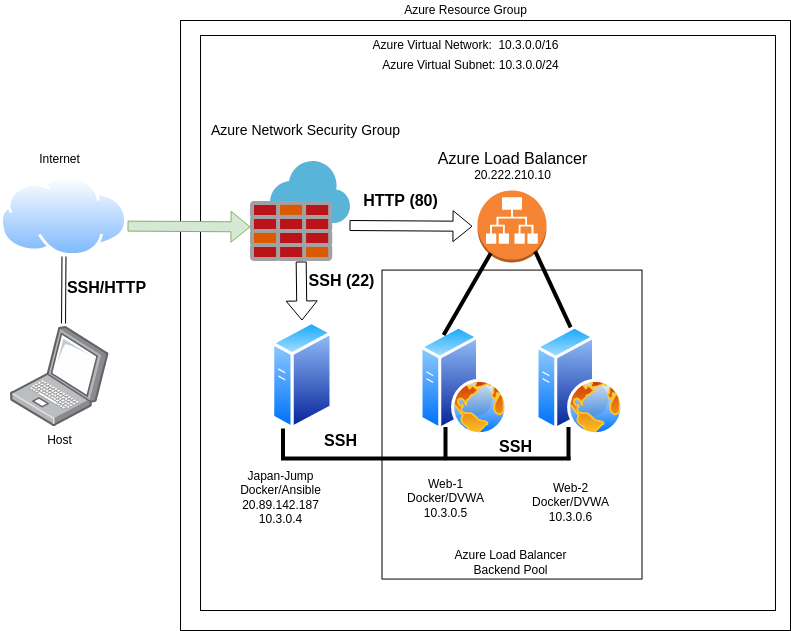 Azure Resource Group
Azure Virtual Network:  10.3.0.0/16
Azure Virtual Subnet: 10.3.0.0/24
Azure Network Security Group
Internet
Azure Load Balancer
20.222.210.10
HTTP (80)
SSH/HTTP
SSH (22)
Host
SSH
SSH
Japan-Jump
Docker/Ansible
20.89.142.187
10.3.0.4
Web-1
Docker/DVWA
10.3.0.5
Web-2
Docker/DVWA
10.3.0.6
Azure Load Balancer
Backend Pool